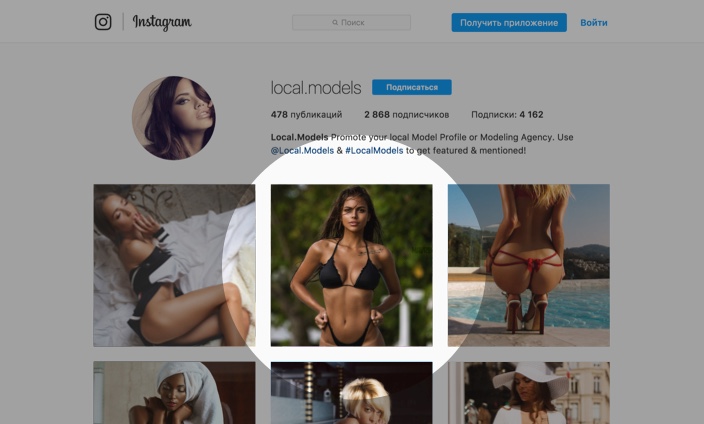 Instagram
Поиск
Получить приложение
Войти
local.models
Подписаться
478 публикаций 2 868 подписчиков Подписки: 4 162
Local.Models Promote your local Model Profile or Modeling Agency. Use
@Local.Models & #LocalModels to get featured & mentioned!